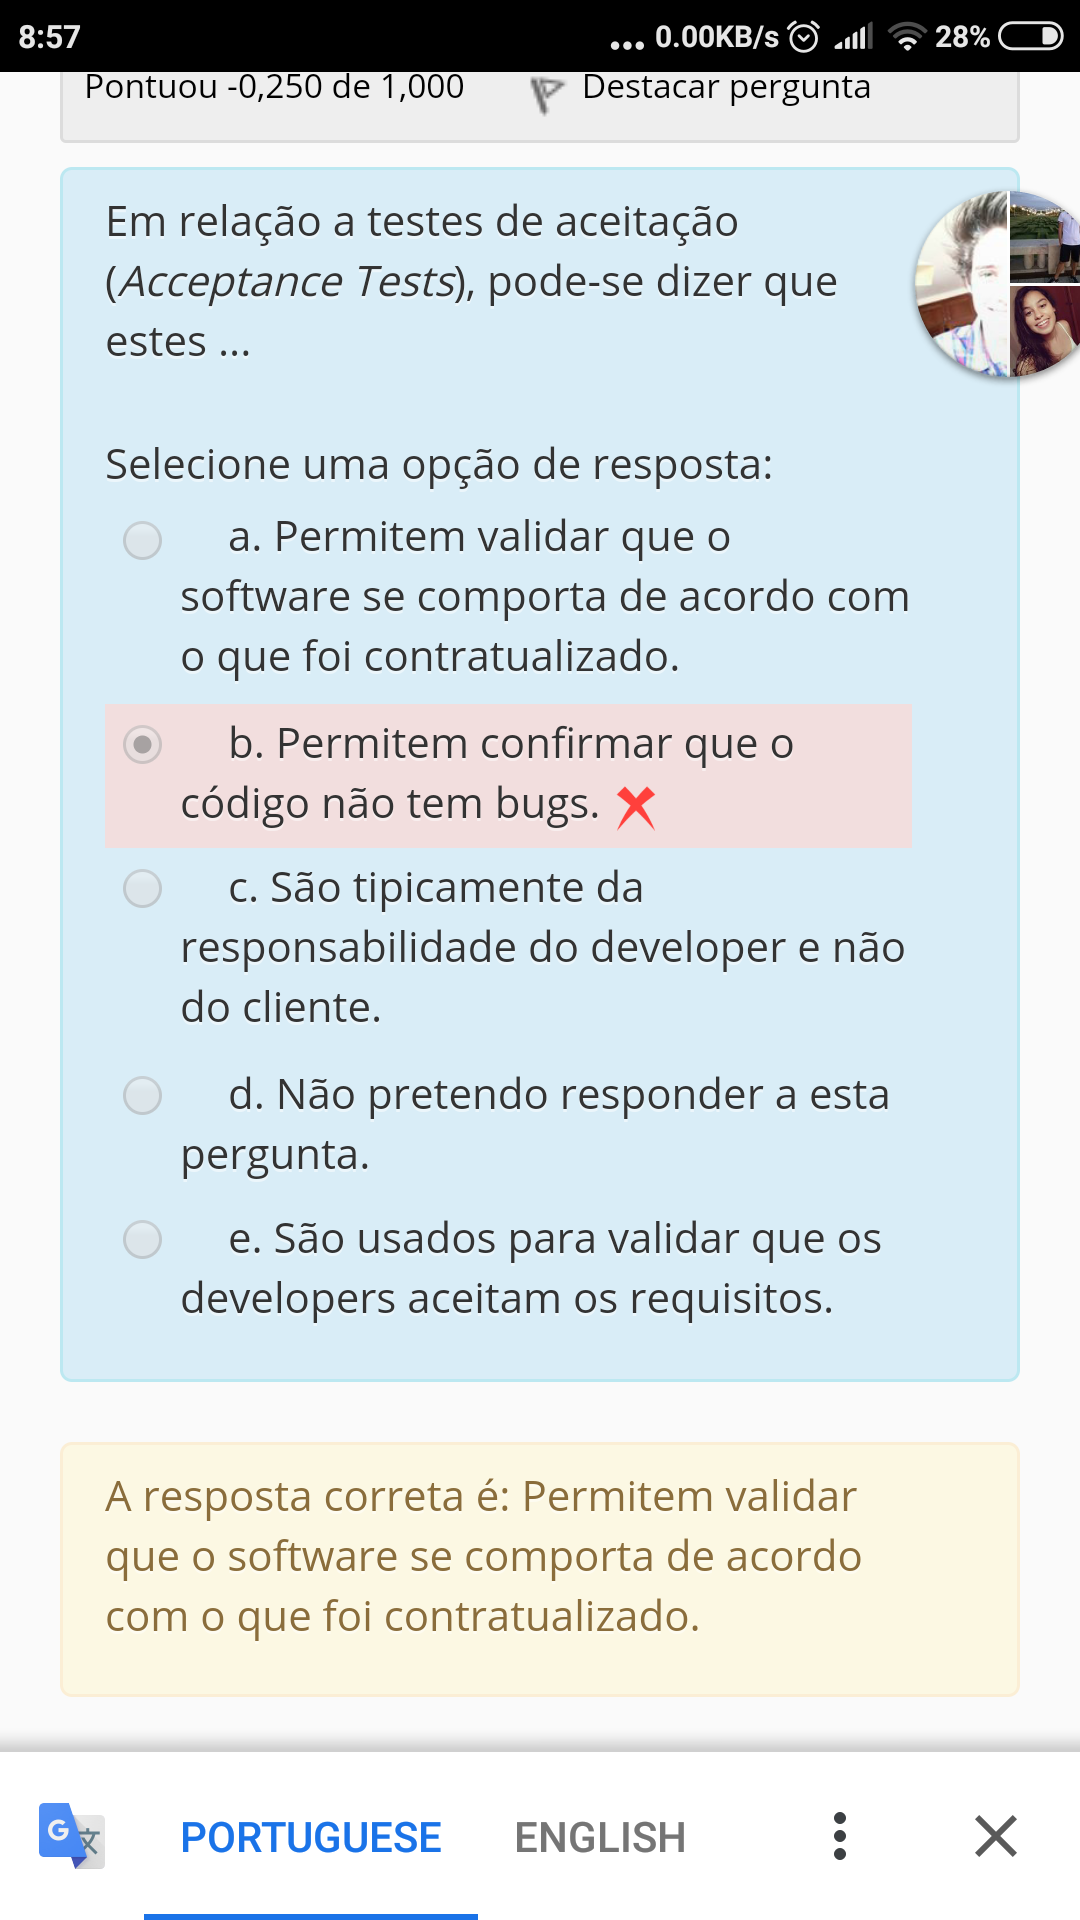 8:57 ... 0.00KB/s 28%
Pontuou -0,250 de 1,000 Destacar pergunta
Em relação a testes de aceitação
(Acceptance Tests), pode-se dizer que
estes ...
Selecione uma opção de resposta:
a. Permitem validar que o
software se comporta de acordo com
o que foi contratualizado.
b. Permitem confirmar que o
código não tem bugs.
c. São tipicamente da
responsabilidade do developer e não
do cliente.
d. Não pretendo responder a esta
pergunta.
e. São usados para validar que os
developers aceitam os requisitos.
A resposta correta é: Permitem validar
que o software se comporta de acordo
com o que foi contratualizado.
G 文 PORTUGUESE ENGLISH